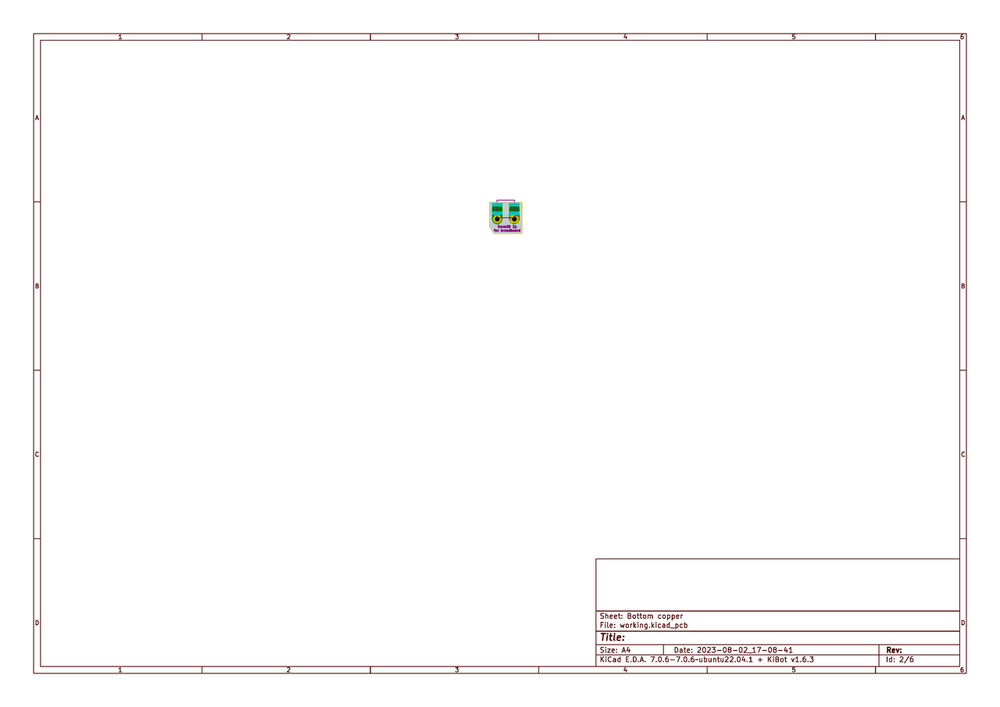 1 2 3 4 5 6
A A
for breadboard
B B
C C
Sheet: Bottom copper
File: working.kicad_pcb
D D
Title:
Size: A4 Date: 2023-08-02_17-08-41 Rev:
KiCad E.D.A. 7.0.6-7.0.6-ubuntu22.04.1 + KiBot v1.6.3 Id: 2/6
1 2 3 4 5 6